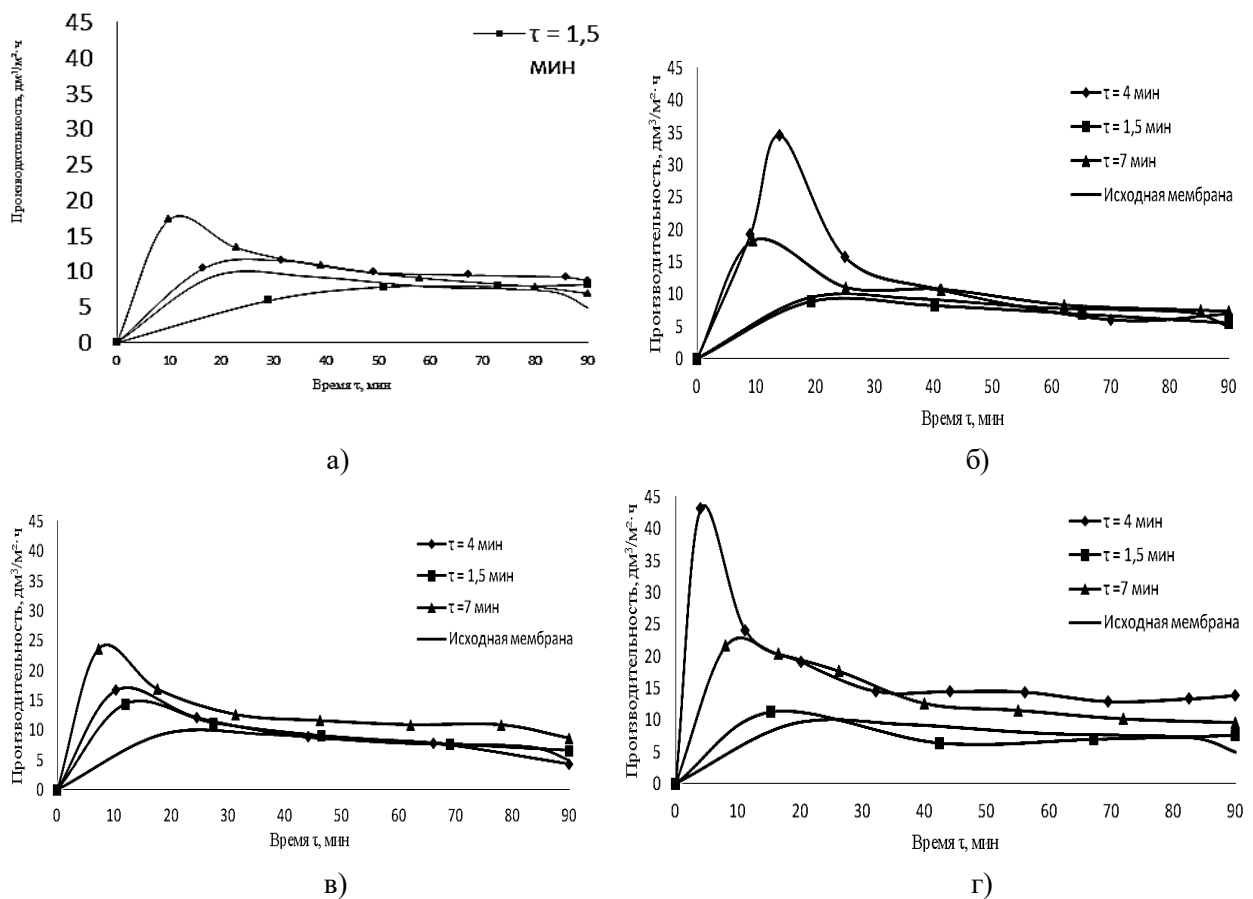 Производительность, дм³/м²·ч
45
40
35
30
25
20
15
10
5
0
τ = 1,5
мин
0 10 20 30 40 50 60 70 80 90
Время τ, мин
а)
Производительность, дм³/м²·ч
45
40
35
30
25
20
15
10
5
0
τ = 4 мин
τ = 1,5 мин
τ =7 мин
Исходная мембрана
0 10 20 30 40 50 60 70 80 90
Время τ, мин
б)
Производительность, дм³/м²·ч
45
40
35
30
25
20
15
10
5
0
τ = 4 мин
τ = 1,5 мин
τ =7 мин
Исходная мембрана
0 10 20 30 40 50 60 70 80 90
Время τ, мин
в)
Производительность, дм³/м²·ч
45
40
35
30
25
20
15
10
5
0
τ = 4 мин
τ = 1,5 мин
τ =7 мин
Исходная мембрана
0 10 20 30 40 50 60 70 80 90
Время τ, мин
г)